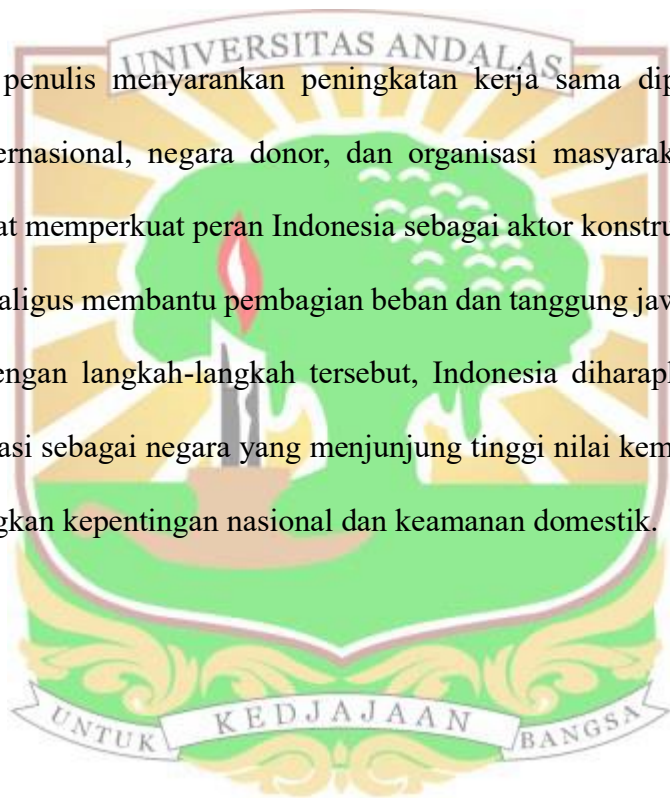 UNIVERSITAS ANDALAS
penulis menyarankan peningkatan kerja sama dip
ernasional, negara donor, dan organisasi masyarak
at memperkuat peran Indonesia sebagai aktor konstru
aligus membantu pembagian beban dan tanggung jaw
engan langkah-langkah tersebut, Indonesia diharapl
asi sebagai negara yang menjunjung tinggi nilai kem
gkan kepentingan nasional dan keamanan domestik.
UNTUK KEDJAJAAN BANGSA